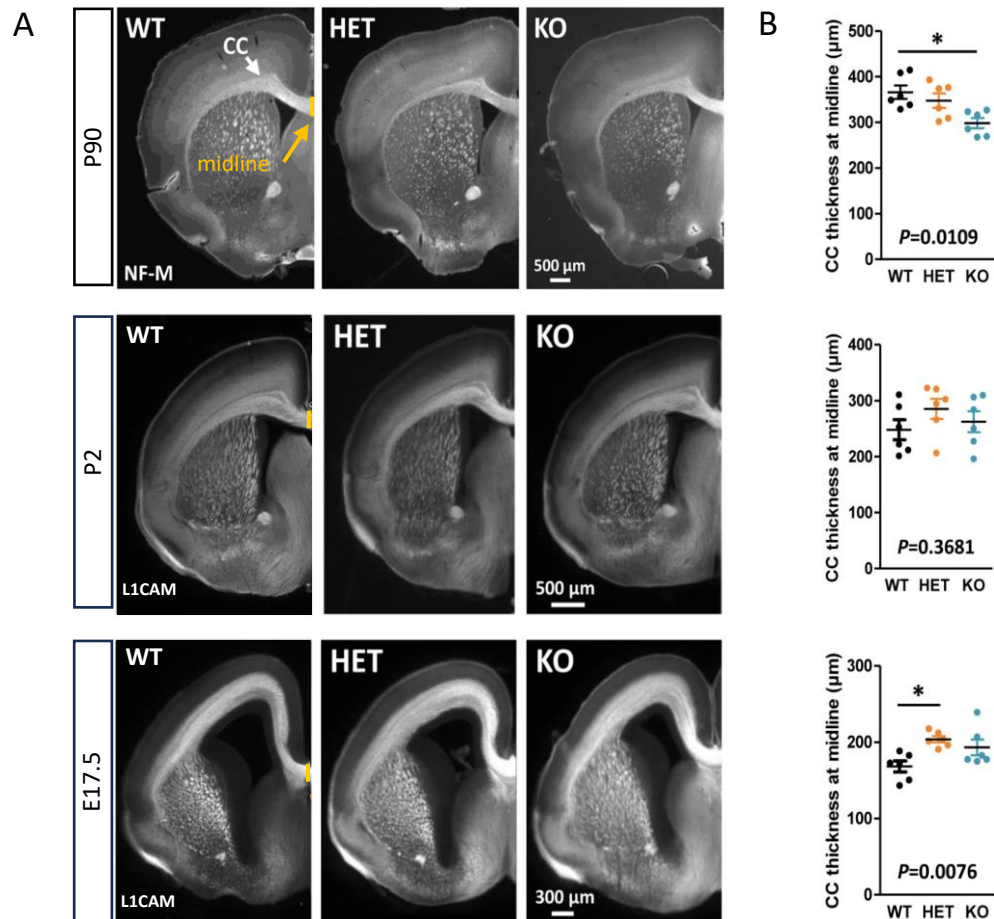 A
B
P90
WT
CC
midline
NF-M
HET
KO
500 µm
CC thickness at midline (µm)
500
400
300
200
100
0
*
P=0.0109
WT HET KO
P2
WT
L1CAM
HET
KO
500 µm
CC thickness at midline (µm)
400
300
200
100
0
P=0.3681
WT HET KO
E17.5
WT
L1CAM
HET
KO
300 µm
CC thickness at midline (µm)
300
200
100
0
*
P=0.0076
WT HET KO